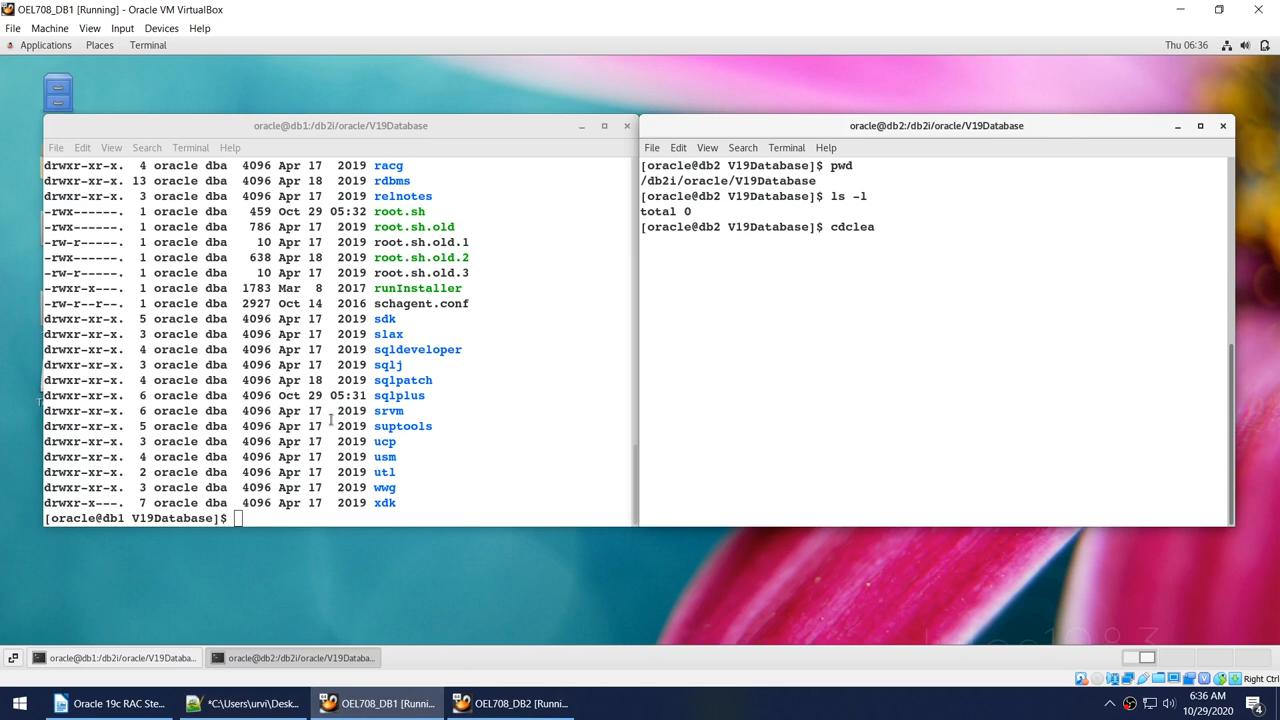 OEL708_DB1 [Running] - Oracle VM VirtualBox
File Machine View Input Devices Help
Applications Places Terminal Thu 06:36
oracle@db1:/db2i/oracle/V19Database
File Edit View Search Terminal Help
drwxr-xr-x. 4 oracle dba 4096 Apr 17 2019 racg
drwxr-xr-x. 13 oracle dba 4096 Apr 18 2019 rdbms
drwxr-xr-x. 3 oracle dba 4096 Apr 17 2019 relnotes
-rwx------. 1 oracle dba 459 Oct 29 05:32 root.sh
-rwx------. 1 oracle dba 786 Apr 17 2019 root.sh.old
-rw-r-----. 1 oracle dba 10 Apr 17 2019 root.sh.old.1
-rwx------. 1 oracle dba 638 Apr 18 2019 root.sh.old.2
-rw-r-----. 1 oracle dba 10 Apr 17 2019 root.sh.old.3
-rwxr-x---. 1 oracle dba 1783 Mar 8 2017 runInstaller
-rw-r--r--. 1 oracle dba 2927 Oct 14 2016 schagent.conf
drwxr-xr-x. 5 oracle dba 4096 Apr 17 2019 sdk
drwxr-xr-x. 3 oracle dba 4096 Apr 17 2019 slax
drwxr-xr-x. 4 oracle dba 4096 Apr 17 2019 sqldeveloper
drwxr-xr-x. 3 oracle dba 4096 Apr 17 2019 sqlj
drwxr-xr-x. 4 oracle dba 4096 Apr 18 2019 sqlpatch
drwxr-xr-x. 6 oracle dba 4096 Oct 29 05:31 sqlplus
drwxr-xr-x. 6 oracle dba 4096 Apr 17 2019 srvm
drwxr-xr-x. 5 oracle dba 4096 Apr 17 2019 suptools
drwxr-xr-x. 3 oracle dba 4096 Apr 17 2019 ucp
drwxr-xr-x. 4 oracle dba 4096 Apr 17 2019 usm
drwxr-xr-x. 2 oracle dba 4096 Apr 17 2019 utl
drwxr-xr-x. 3 oracle dba 4096 Apr 17 2019 wwg
drwxr-x---. 7 oracle dba 4096 Apr 17 2019 xdk
[oracle@db1 V19Database]$
oracle@db2:/db2i/oracle/V19Database
File Edit View Search Terminal Help
[oracle@db2 V19Database]$ pwd
/db2i/oracle/V19Database
[oracle@db2 V19Database]$ ls -l
total 0
[oracle@db2 V19Database]$ cdclea
oracle@db1:/db2i/oracle/V19Databa...
oracle@db2:/db2i/oracle/V19Databa...
Right Ctrl
Oracle 19c RAC Ste...
*C:\Users\urvi\Desk...
OEL708_DB1 [Runni...
OEL708_DB2 [Runni...
6:36 AM
10/29/2020
4